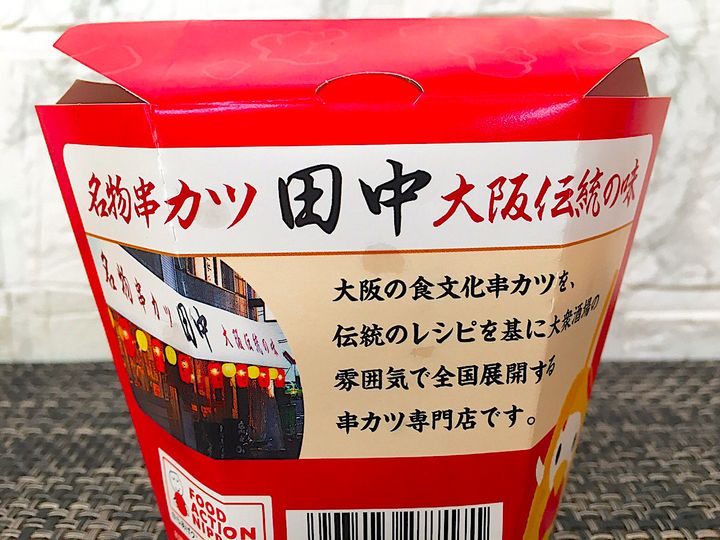 名物串カツ 田中 大阪伝統の味
名物串カツ 田中 大阪伝統の味
大阪の食文化串カツを、
伝統のレシピを基に大衆酒場の
雰囲気で全国展開する
串カツ専門店です。
FOOD
ACTION
NIPP